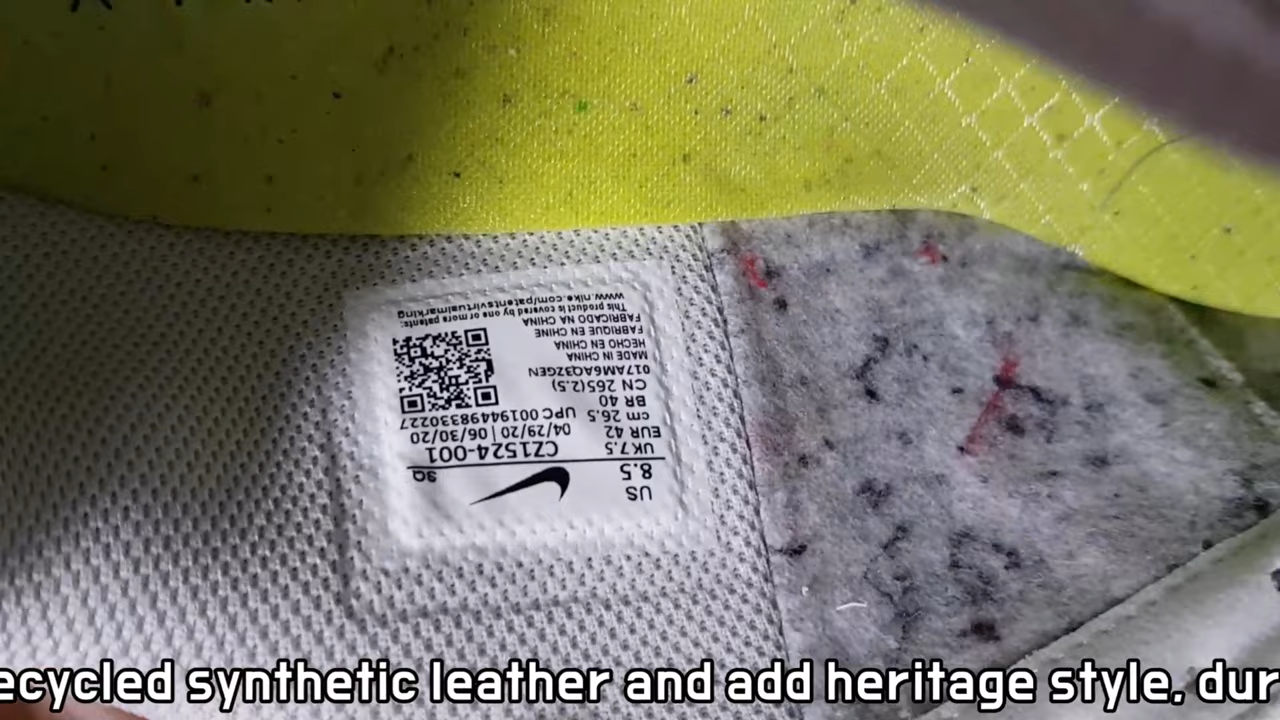 US
8.5
SQ
UK 7.5
CZ1524-001
EUR 42
04/29/20 | 06/30/20
cm 26.5
UPC 00194498330227
BR 40
CN 265(2.5)
017AM6AQ3ZGEN
MADE IN CHINA
HECHO EN CHINA
FABRIQUE EN CHINE
FABRICADO NA CHINA
This product is covered by one or more patents:
www.nike.com/patentsvirtualmarking
ecycled synthetic leather and add heritage style, dur